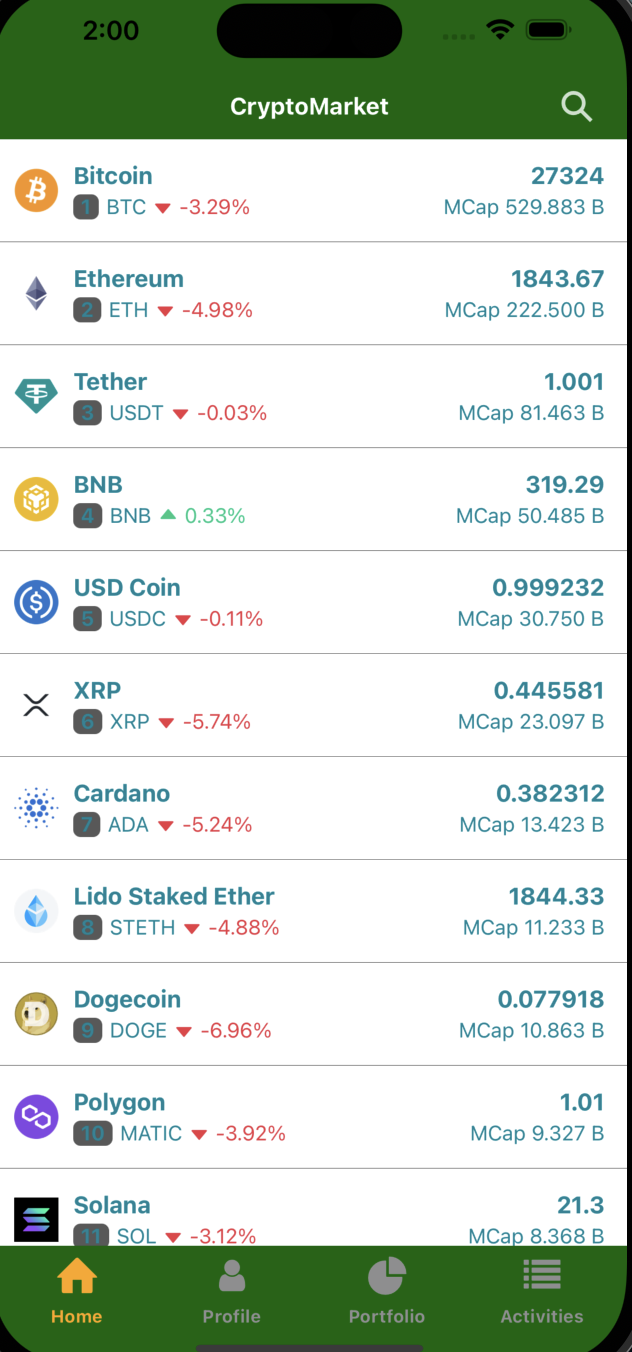 2:00
CryptoMarket
Bitcoin 27324
1 BTC -3.29% MCap 529.883 B
Ethereum 1843.67
2 ETH -4.98% MCap 222.500 B
Tether 1.001
3 USDT -0.03% MCap 81.463 B
BNB 319.29
4 BNB 0.33% MCap 50.485 B
USD Coin 0.999232
5 USDC -0.11% MCap 30.750 B
XRP 0.445581
6 XRP -5.74% MCap 23.097 B
Cardano 0.382312
7 ADA -5.24% MCap 13.423 B
Lido Staked Ether 1844.33
8 STETH -4.88% MCap 11.233 B
Dogecoin 0.077918
9 DOGE -6.96% MCap 10.863 B
Polygon 1.01
10 MATIC -3.92% MCap 9.327 B
Solana 21.3
11 SOL -3.12% MCap 8.368 B
Home Profile Portfolio Activities